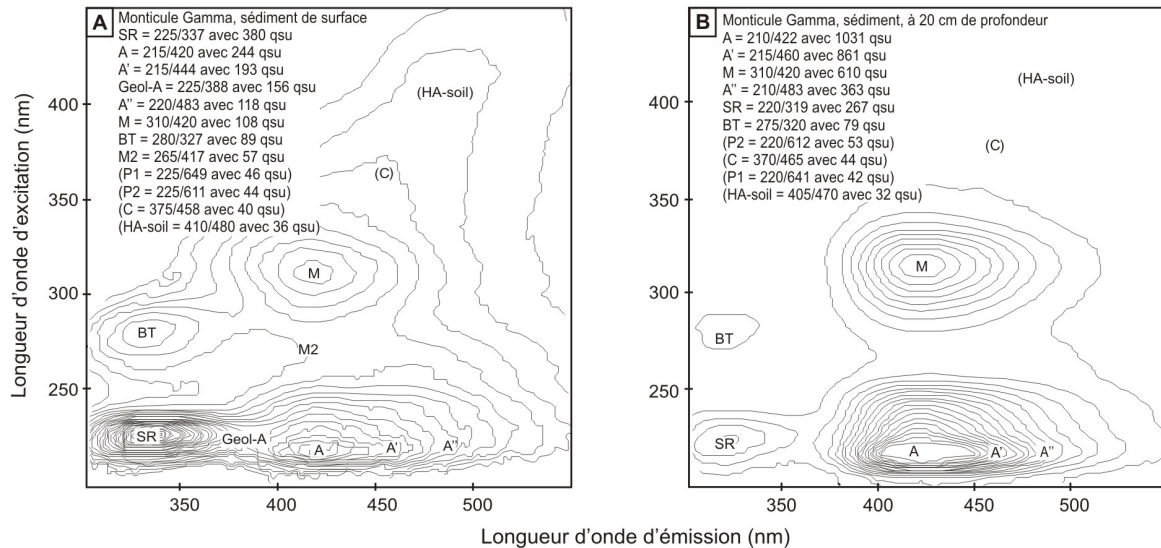 A
Monticule Gamma, sédiment de surface
SR = 225/337 avec 380 qsu
A = 215/420 avec 244 qsu
A' = 215/444 avec 193 qsu
Geol-A = 225/388 avec 156 qsu
A'' = 220/483 avec 118 qsu
M = 310/420 avec 108 qsu
BT = 280/327 avec 89 qsu
M2 = 265/417 avec 57 qsu
(P1 = 225/649 avec 46 qsu)
(P2 = 225/611 avec 44 qsu)
(C = 375/458 avec 40 qsu)
(HA-soil = 410/480 avec 36 qsu)
(HA-soil)
(C)
M
BT
M2
SR
Geol-A
A
A'
A''
400
350
300
250
350
400
450
500
Longueur d'onde d'excitation (nm)
B
Monticule Gamma, sédiment, à 20 cm de profondeur
A = 210/422 avec 1031 qsu
A' = 215/460 avec 861 qsu
M = 310/420 avec 610 qsu
A'' = 210/483 avec 363 qsu
SR = 220/319 avec 267 qsu
BT = 275/320 avec 79 qsu
(P2 = 220/612 avec 53 qsu)
(C = 370/465 avec 44 qsu)
(P1 = 220/641 avec 42 qsu)
(HA-soil = 405/470 avec 32 qsu)
(HA-soil)
(C)
M
BT
SR
A
A'
A''
400
350
300
250
350
400
450
500
Longueur d'onde d'émission (nm)